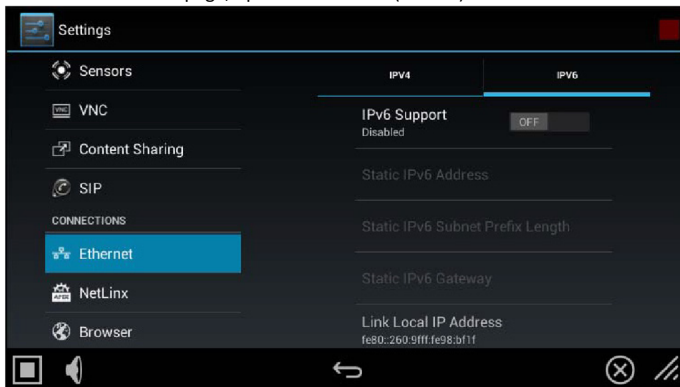 Settings
Sensors
VNC
VNC
Content Sharing
SIP
CONNECTIONS
Ethernet
NetLinx
Browser
IPV4
IPV6
IPv6 Support
Disabled
OFF
Static IPv6 Address
Static IPv6 Subnet Prefix Length
Static IPv6 Gateway
Link Local IP Address
fe80::260:9fff:fe98:bf1f